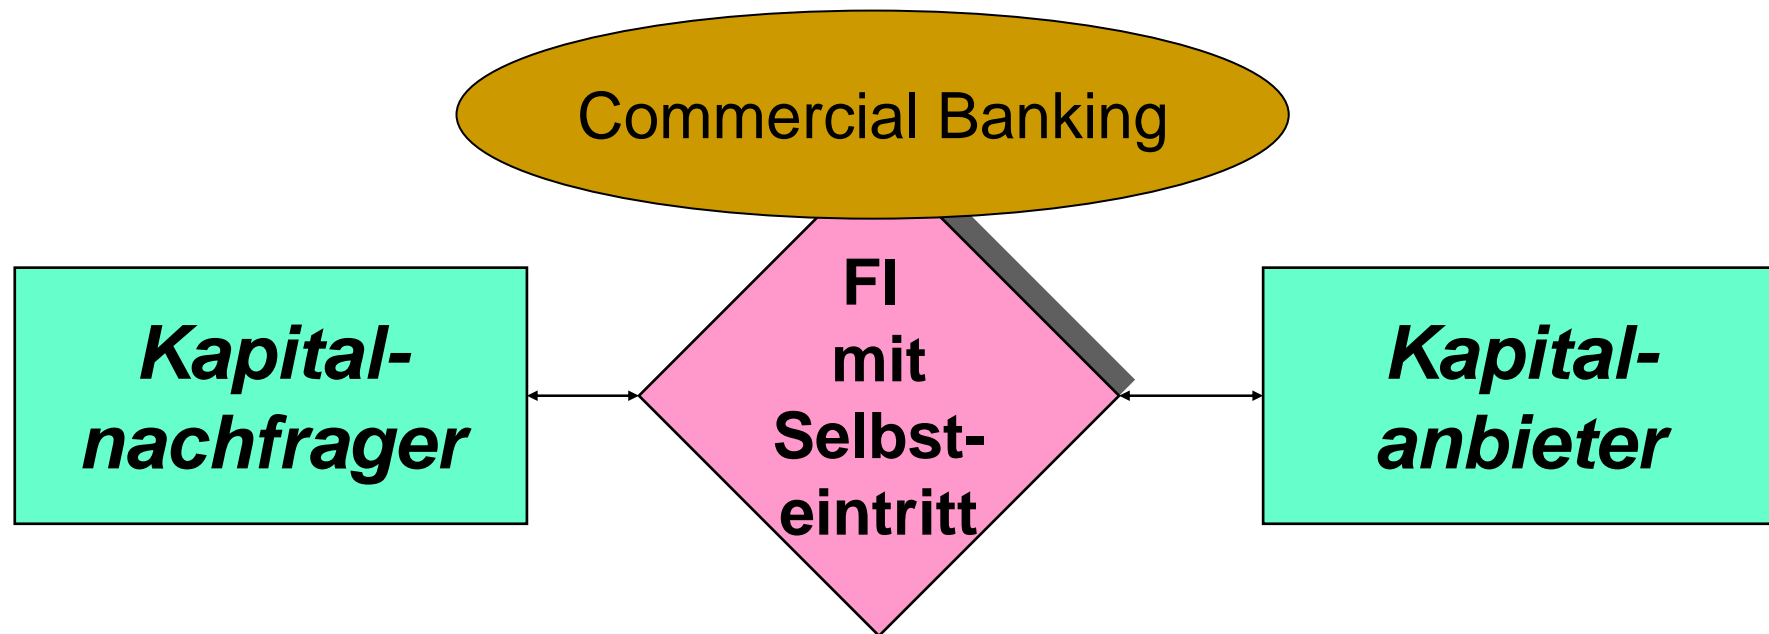 Commercial Banking
Kapital-
nachfrager
FI
mit
Selbst-
eintritt
Kapital-
anbieter